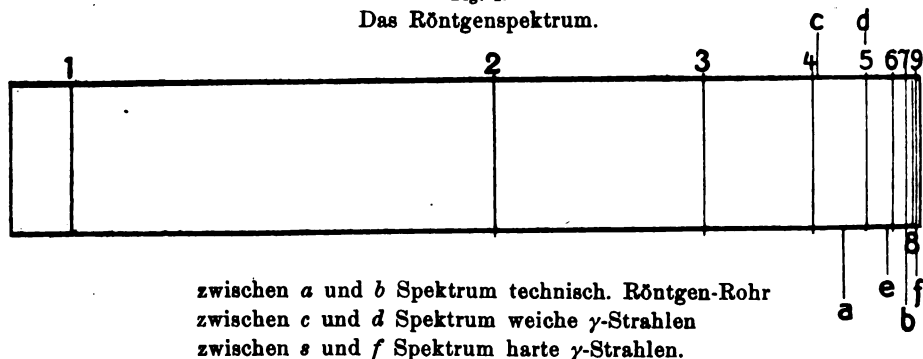 Das Röntgenspektrum.
c d
1 2 3 4 5 6 7 9
8
a e b f
zwischen a und b Spektrum technisch. Röntgen-Rohr
zwischen c und d Spektrum weiche γ-Strahlen
zwischen s und f Spektrum harte γ-Strahlen.